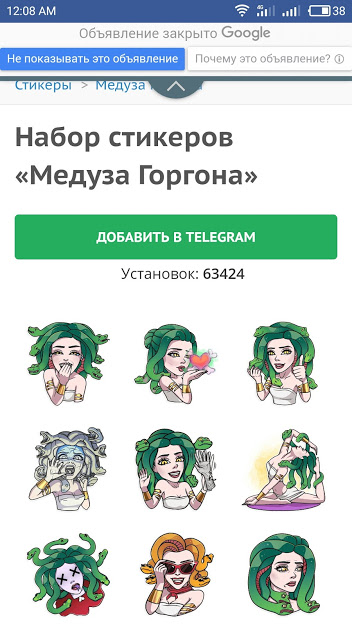 12:08 AM
4G
38
Объявление закрыто Google
Не показывать это объявление
Почему это объявление?
Стикеры > Медуза
Набор стикеров
«Медуза Горгона»
ДОБАВИТЬ В TELEGRAM
Установок: 63424